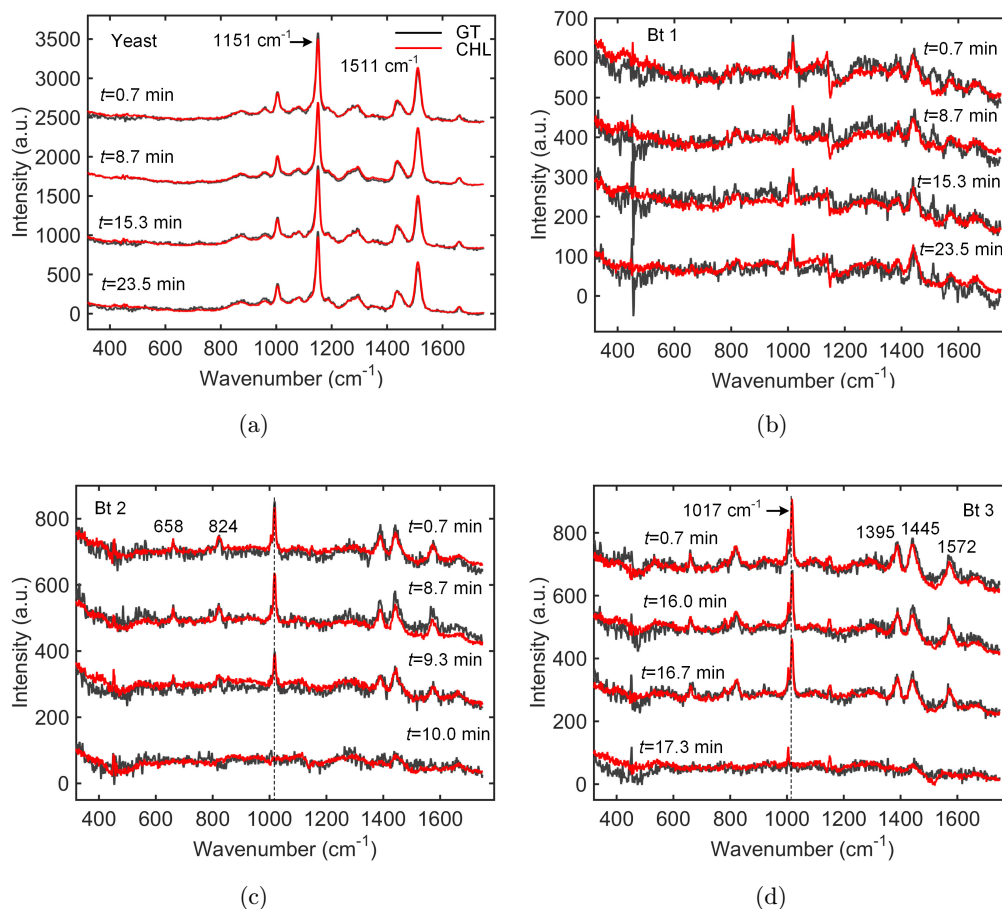 Yeast
1151 cm⁻¹
GT
CHL
1511 cm⁻¹
t=0.7 min
t=8.7 min
t=15.3 min
t=23.5 min
3500
3000
2500
2000
1500
1000
500
0
Intensity (a.u.)
400 600 800 1000 1200 1400 1600
Wavenumber (cm⁻¹)
(a)
Bt 1
t=0.7 min
t=8.7 min
t=15.3 min
t=23.5 min
700
600
500
400
300
200
100
0
Intensity (a.u.)
400 600 800 1000 1200 1400 1600
Wavenumber (cm⁻¹)
(b)
Bt 2
658 824
t=0.7 min
t=8.7 min
t=9.3 min
t=10.0 min
800
600
400
200
0
Intensity (a.u.)
400 600 800 1000 1200 1400 1600
Wavenumber (cm⁻¹)
(c)
1017 cm⁻¹
Bt 3
1395 1445
1572
t=0.7 min
t=16.0 min
t=16.7 min
t=17.3 min
800
600
400
200
0
Intensity (a.u.)
400 600 800 1000 1200 1400 1600
Wavenumber (cm⁻¹)
(d)